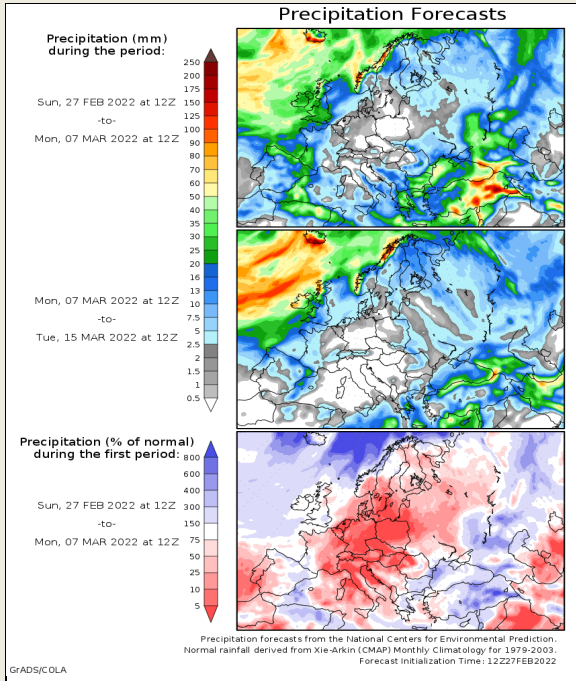 Precipitation Forecasts
Precipitation (mm)
during the period:
Sun, 27 FEB 2022 at 12Z
-to-
Mon, 07 MAR 2022 at 12Z
250
200
175
150
125
100
90
80
70
60
50
45
40
35
30
25
20
16
13
10
7.5
5
2.5
2
1.5
1
0.5
Mon, 07 MAR 2022 at 12Z
-to-
Tue, 15 MAR 2022 at 12Z
Precipitation (% of normal)
during the first period:
Sun, 27 FEB 2022 at 12Z
-to-
Mon, 07 MAR 2022 at 12Z
800
600
400
300
150
75
50
25
10
5
Precipitation forecasts from the National Centers for Environmental Prediction.
Normal rainfall derived from Xie-Arkin (CMAP) Monthly Climatology for 1979-2003.
Forecast Initialization Time: 12Z27FEB2022
GrADS/COLA